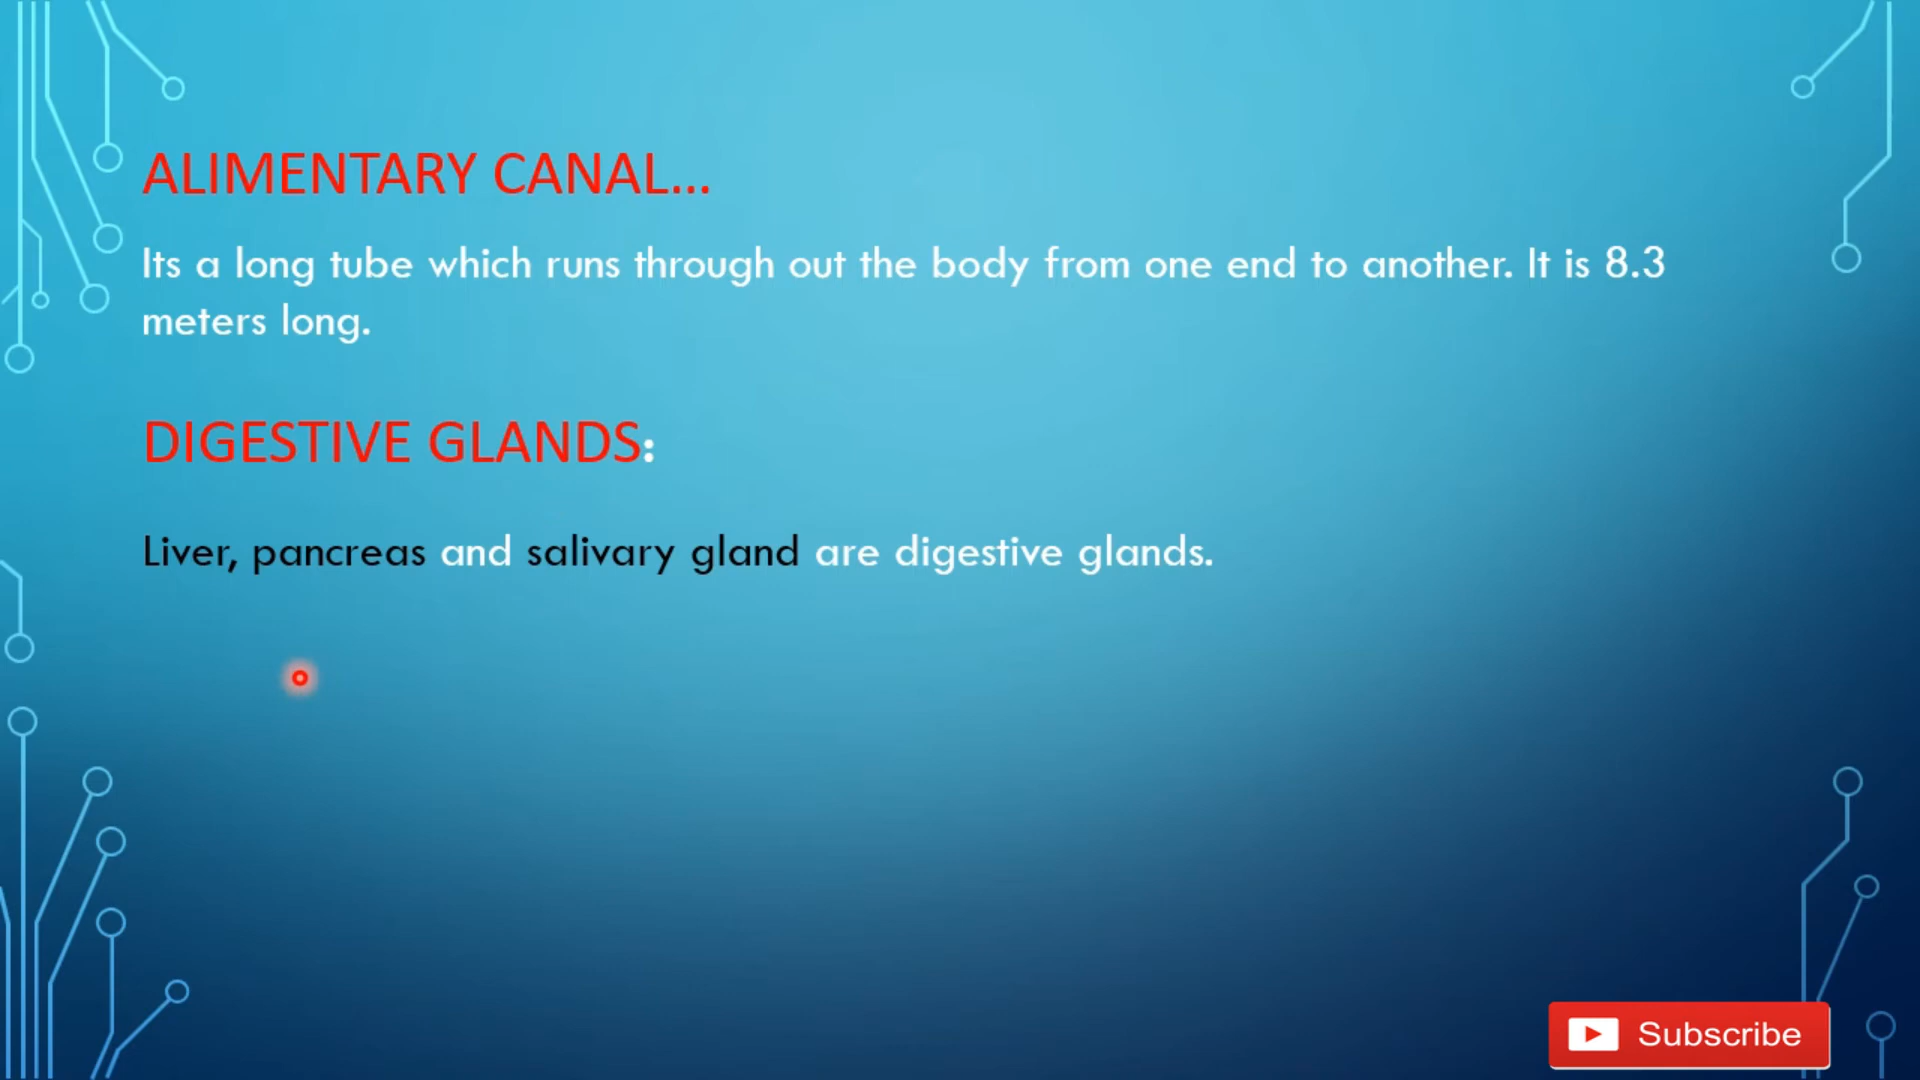 ALIMENTARY CANAL...
Its a long tube which runs through out the body from one end to another. It is 8.3
meters long.
DIGESTIVE GLANDS:
Liver, pancreas and salivary gland are digestive glands.
Subscribe